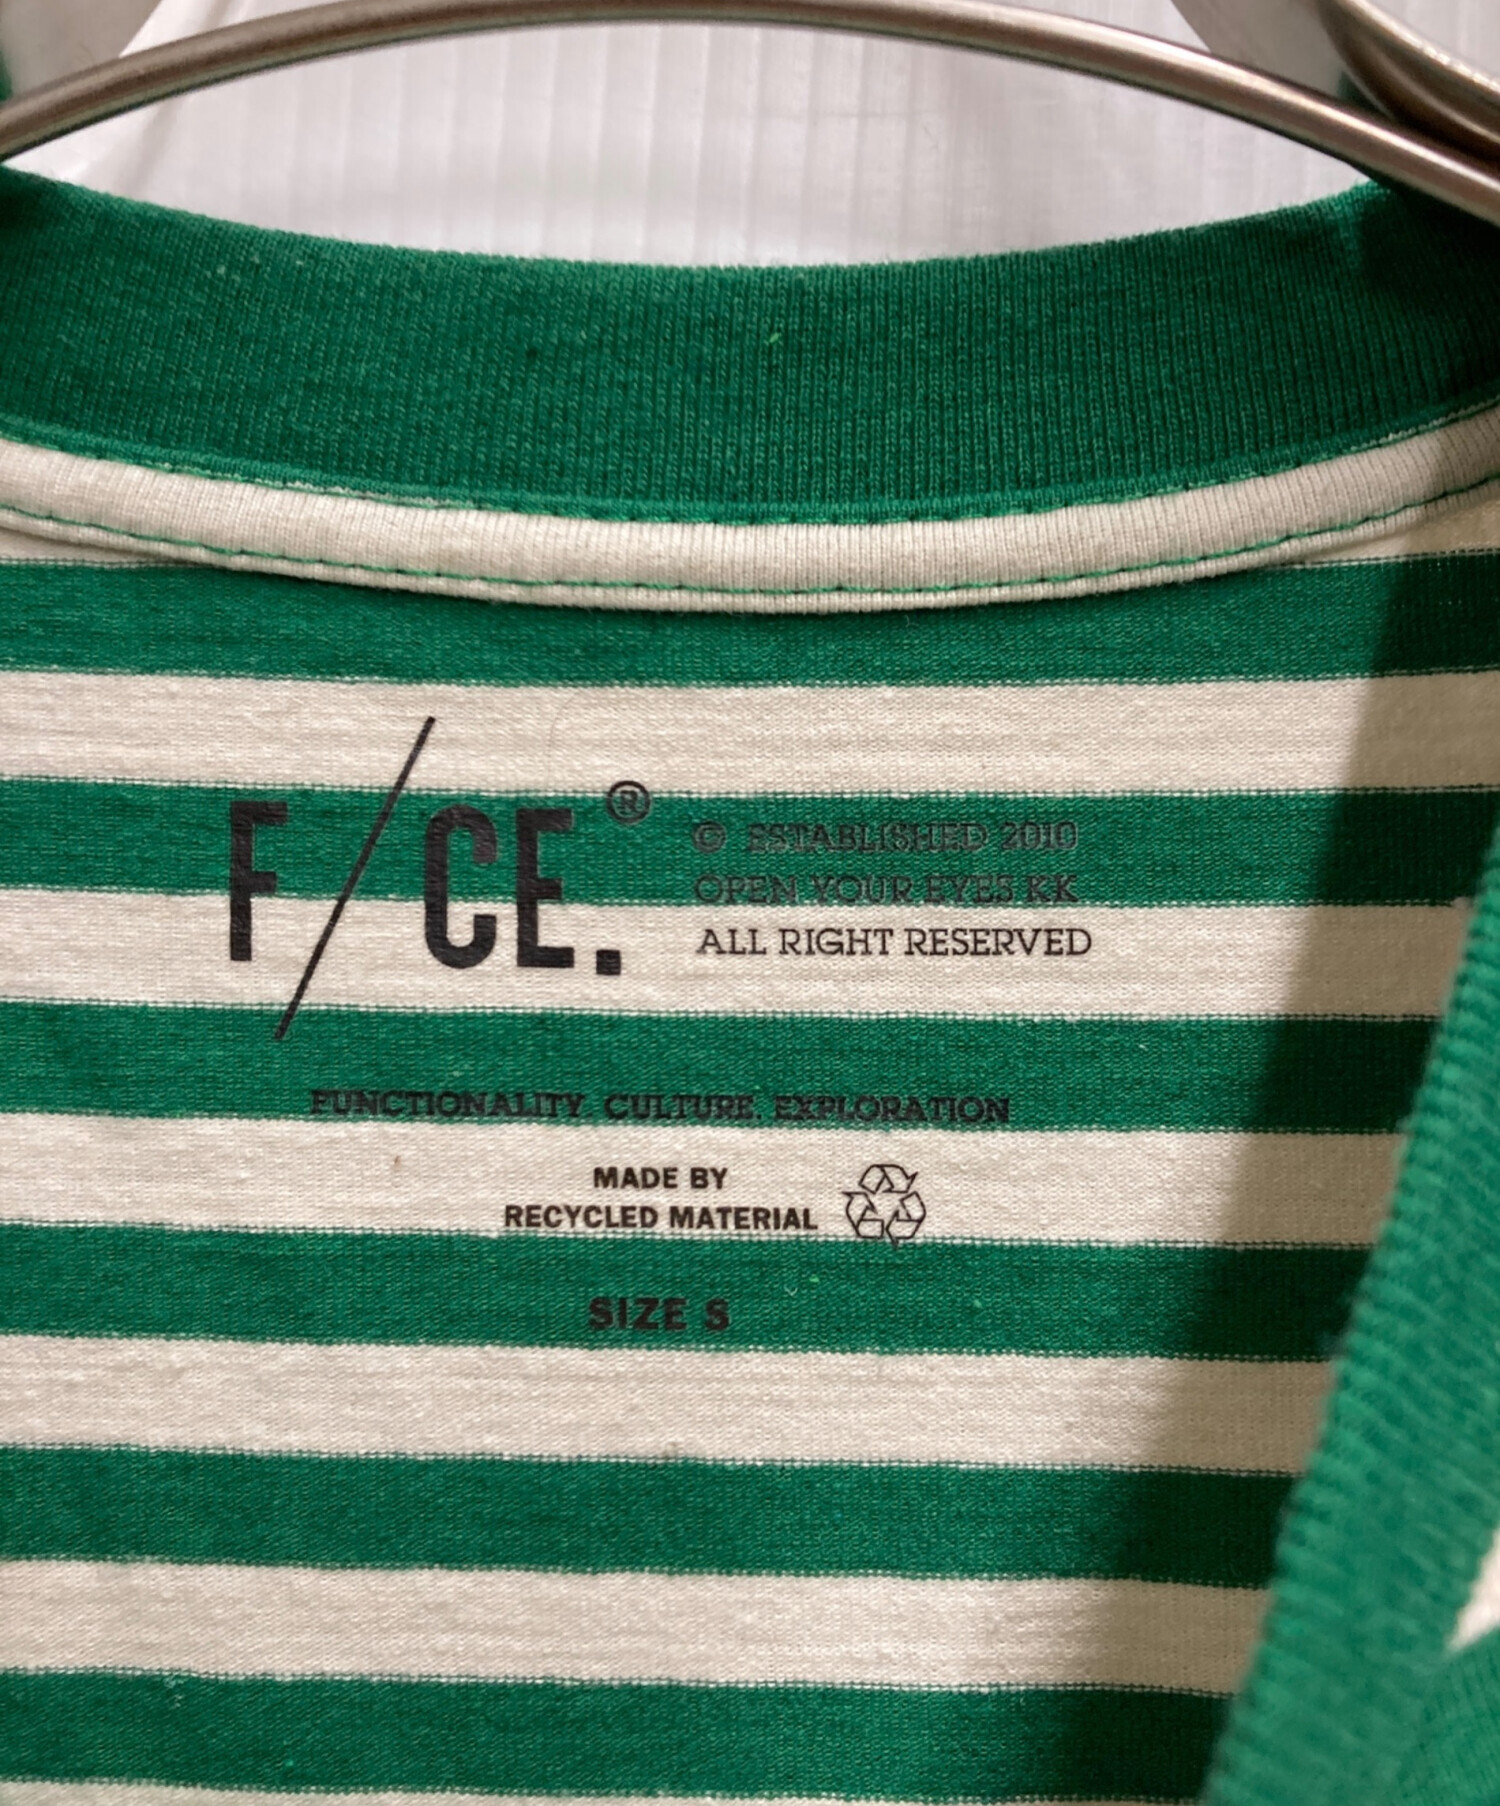 F/CE.®
© ESTABLISHED 2010
OPEN YOUR EYES KK
ALL RIGHT RESERVED
FUNCTIONALITY. CULTURE. EXPLORATION
MADE BY
RECYCLED MATERIAL
SIZE S